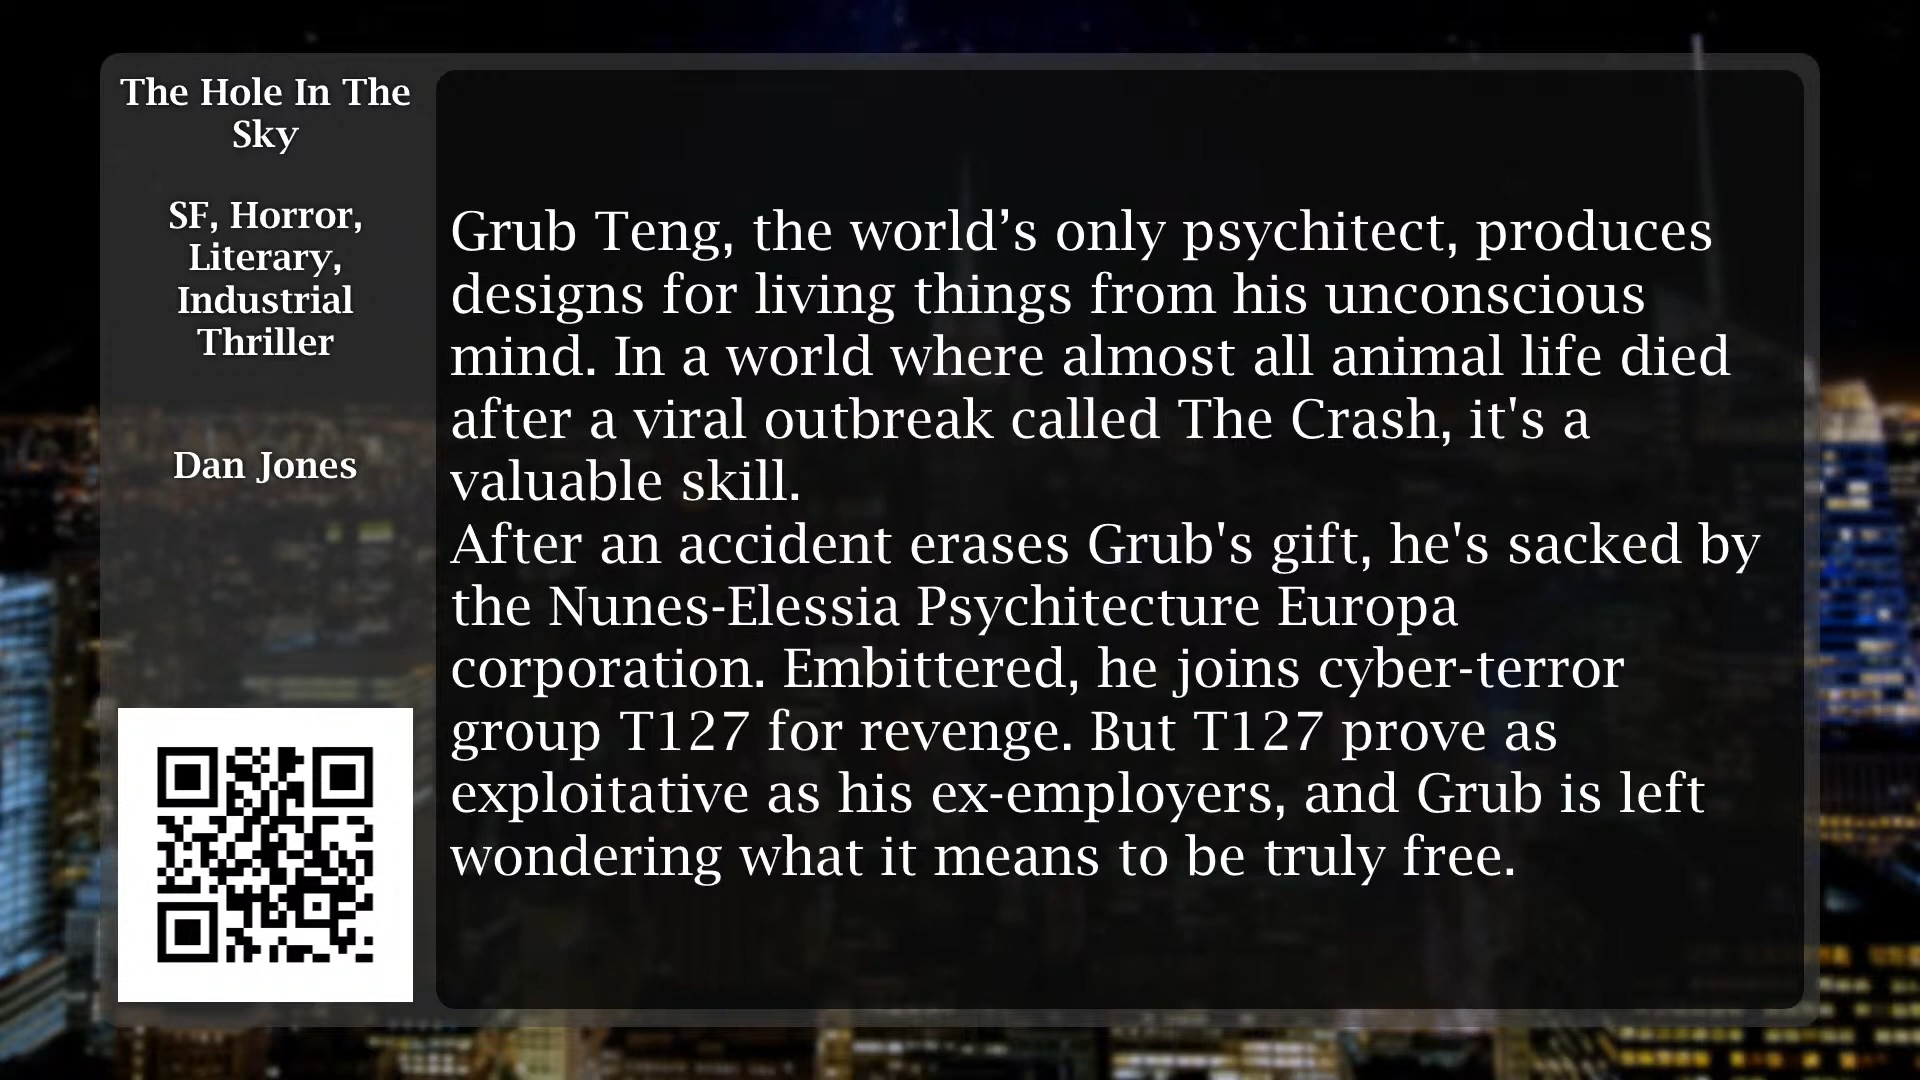 The Hole In The
Sky
SF, Horror,
Literary,
Industrial
Thriller
Dan Jones
Grub Teng, the world’s only psychitect, produces
designs for living things from his unconscious
mind. In a world where almost all animal life died
after a viral outbreak called The Crash, it's a
valuable skill.
After an accident erases Grub's gift, he's sacked by
the Nunes-Elessia Psychitecture Europa
corporation. Embittered, he joins cyber-terror
group T127 for revenge. But T127 prove as
exploitative as his ex-employers, and Grub is left
wondering what it means to be truly free.